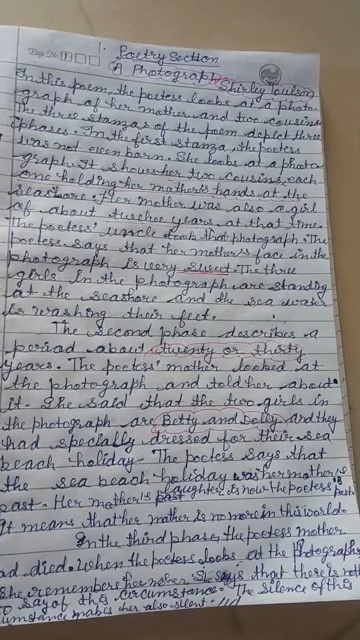 Poetry Section
A Photograph Shirley Toulsm
In this poem, the poetess looks at a photo-
graph of her mother and two cousins
The three stanzas of the poem depict three
phases. In the first stanza, the poetess
was not even born. She looks at a photo
graph. It shows her two cousins, each
one holding her mother's hands at the
seashore. Her mother was also a girl
of about twelve years at that time.
The poetess' uncle took that photograph. The
poetess says that her mother's face in the
photograph is very sweet. The three
girls in the photograph are standing
at the seashore and the sea water
is washing their feet.
The second phase describes a
period about twenty or thirty
years. The poetess' mother looked at
the photograph and told her about
it. She said that the two girls in
the photograph are Betty and Dolly and they
had specially dressed for their sea
beach holiday. The poetess says that
the sea beach holiday was her mother's
past. Her mother's laughter is now the poetess's past
It means that her mother is no more in this world.
In the third phase, the poetess mother
had died. When the poetess looks at the photograph
she remembers her mother. She says that there is nothing
to say of this circumstance. The silence of this
cumstance makes her also silent.